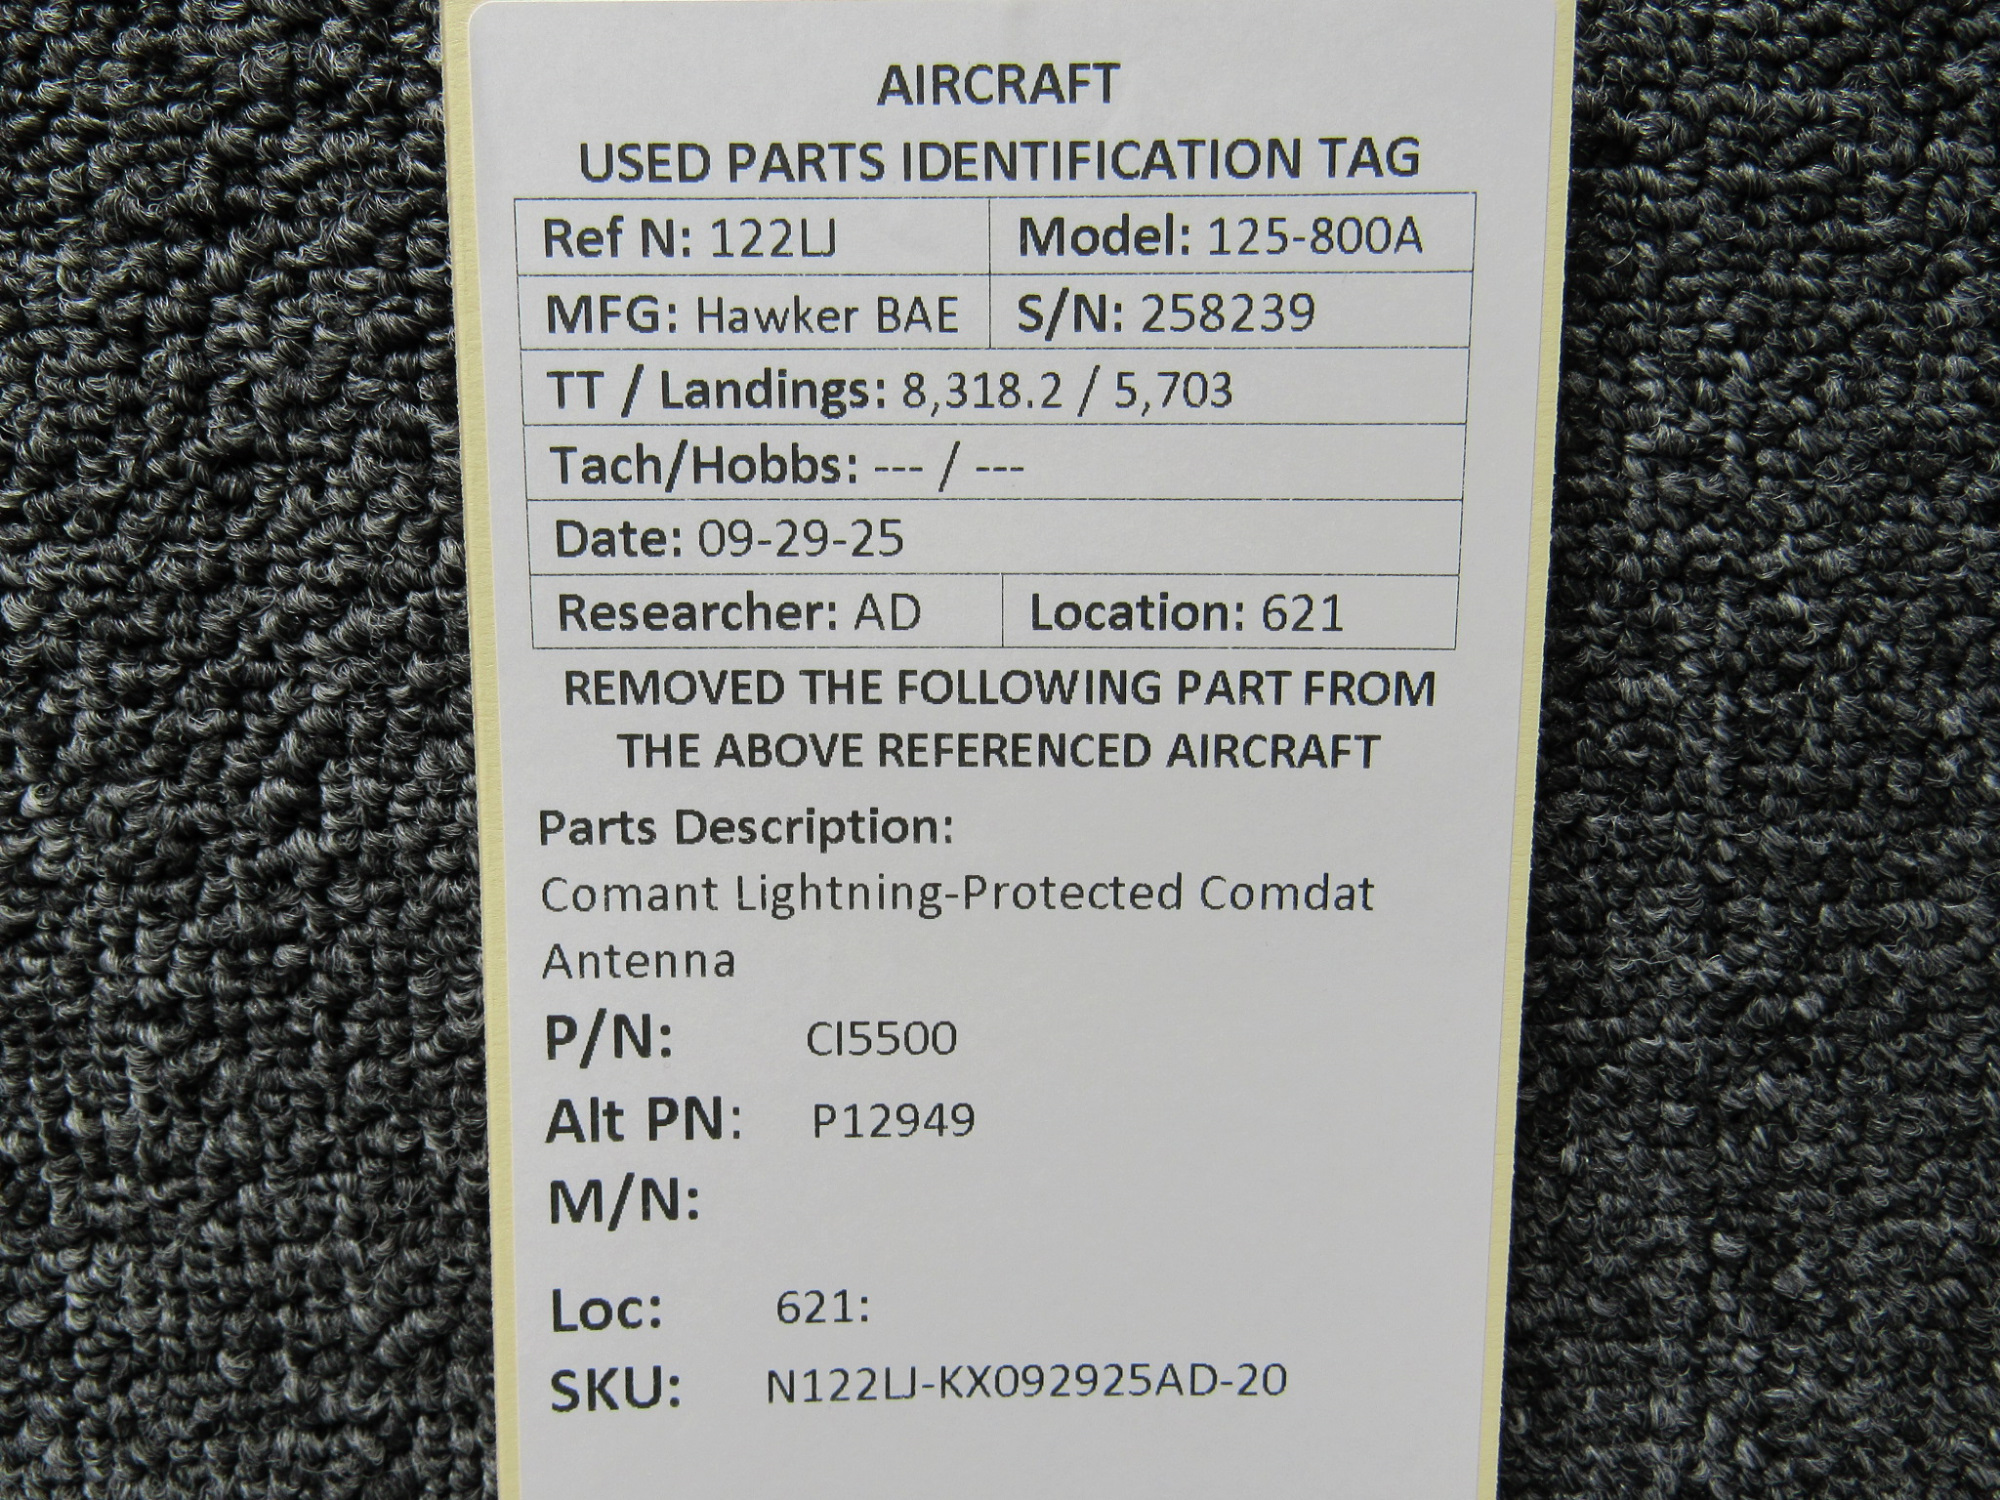 AIRCRAFT
USED PARTS IDENTIFICATION TAG
Ref N: 122LJ Model: 125-800A
MFG: Hawker BAE S/N: 258239
TT / Landings: 8,318.2 / 5,703
Tach/Hobbs: --- / ---
Date: 09-29-25
Researcher: AD Location: 621
REMOVED THE FOLLOWING PART FROM
THE ABOVE REFERENCED AIRCRAFT
Parts Description:
Comant Lightning-Protected Comdat
Antenna
P/N: CI5500
Alt PN: P12949
M/N:
Loc: 621:
SKU: N122LJ-KX092925AD-20